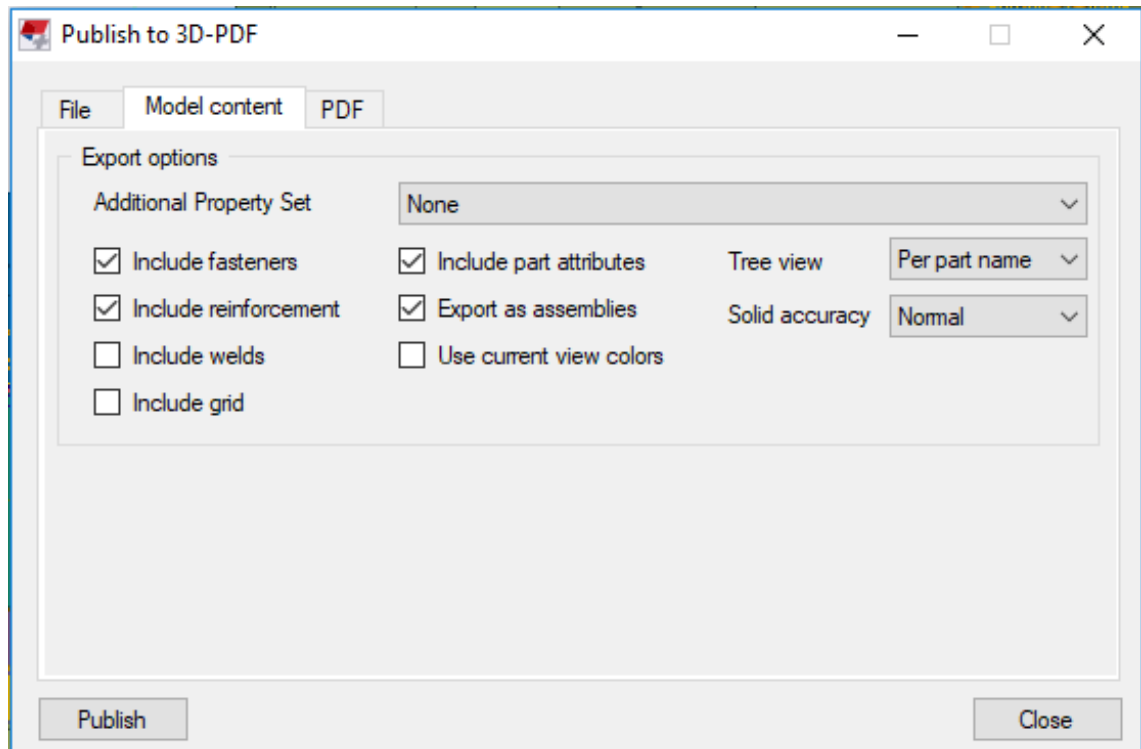 Publish to 3D-PDF
File Model content PDF
Export options
Additional Property Set None
Include fasteners Include part attributes Tree view Per part name
Include reinforcement Export as assemblies Solid accuracy Normal
Include welds Use current view colors
Include grid
Publish Close